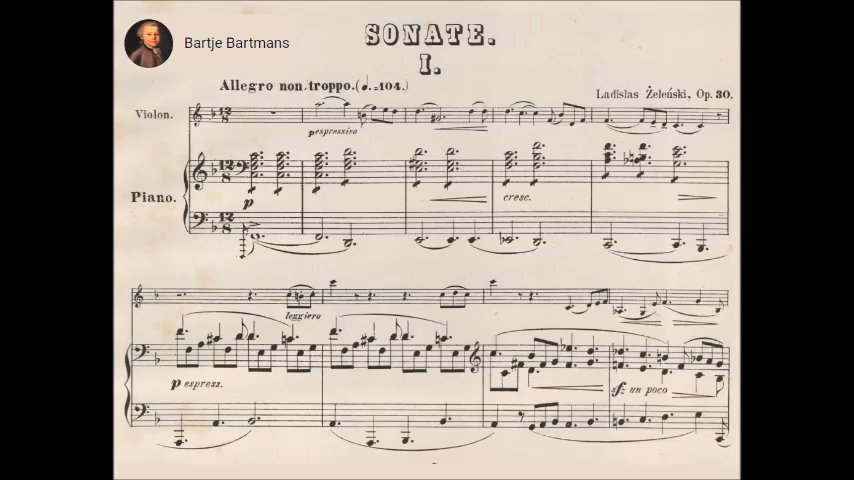 Bartje Bartmans
SONATE.
I.
Allegro non troppo. (♩.=104.)
Ladislas Żeleński, Op. 30.
Violon.
p espressivo
Piano.
p
cresc.
leggiero
p espress.
sf un poco